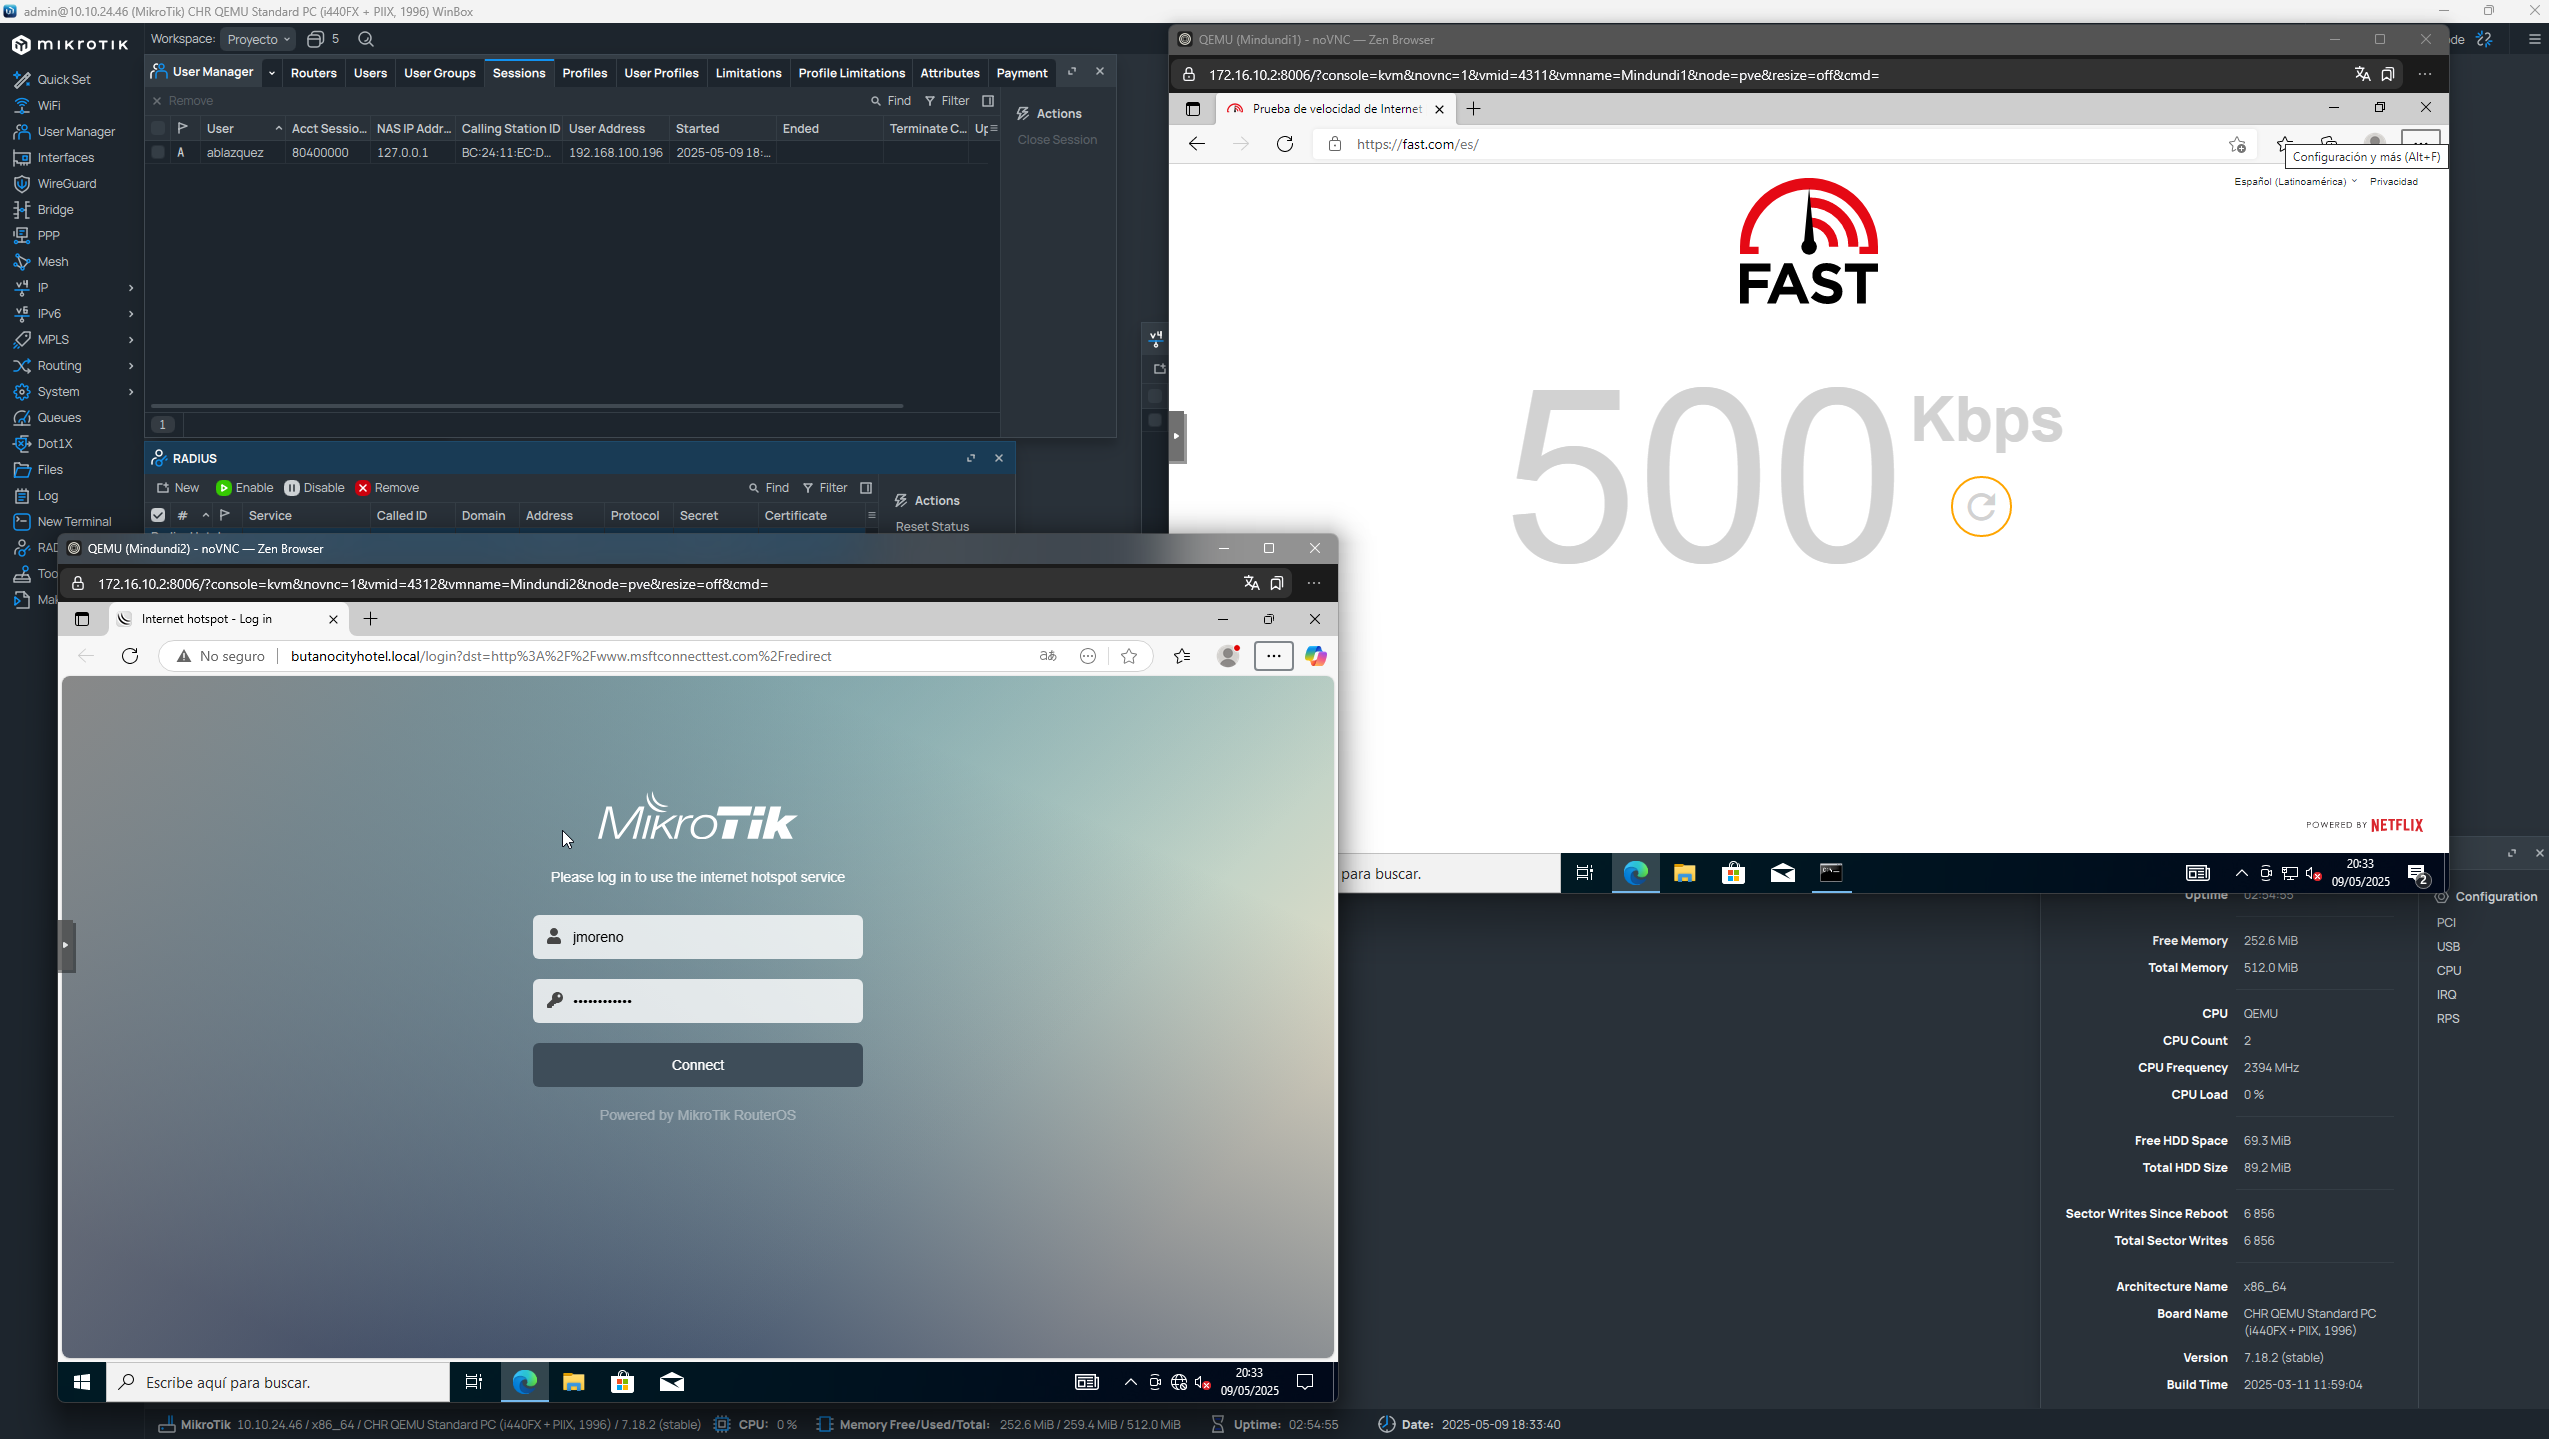 admin@10.10.24.46 (MikroTik) CHR QEMU Standard PC (i440FX + PIIX, 1996) WinBox
MikroTik
Workspace: Proyecto 5
Quick Set
WiFi
User Manager
Interfaces
WireGuard
Bridge
PPP
Mesh
IP
IPv6
MPLS
Routing
System
Queues
Dot1X
Files
Log
New Terminal
User Manager Routers Users User Groups Sessions Profiles User Profiles Limitations Profile Limitations Attributes Payment
Remove Find Filter
Actions
Close Session
User Acct Sessio... NAS IP Addr... Calling Station ID User Address Started Ended Terminate C...
A ablazquez 80400000 127.0.0.1 BC:24:11:EC:D... 192.168.100.196 2025-05-09 18:...
1
RADIUS
New Enable Disable Remove Find Filter
Actions
Reset Status
# Service Called ID Domain Address Protocol Secret Certificate
QEMU (Mindundi1) - noVNC — Zen Browser
172.16.10.2:8006/?console=kvm&novnc=1&vmid=4311&vmname=Mindundi1&node=pve&resize=off&cmd=
Prueba de velocidad de Internet
https://fast.com/es/
Configuración y más (Alt+F)
Español (Latinoamérica) Privacidad
FAST
500 Kbps
POWERED BY NETFLIX
para buscar.
20:33
09/05/2025
2
QEMU (Mindundi2) - noVNC — Zen Browser
172.16.10.2:8006/?console=kvm&novnc=1&vmid=4312&vmname=Mindundi2&node=pve&resize=off&cmd=
Internet hotspot - Log in
No seguro butanocityhotel.local/login?dst=http%3A%2F%2Fwww.msftconnecttest.com%2Fredirect
MikroTik
Please log in to use the internet hotspot service
jmoreno
••••••••••••
Connect
Powered by MikroTik RouterOS
Escribe aquí para buscar.
20:33
09/05/2025
Uptime 02:54:55
Free Memory 252.6 MiB
Total Memory 512.0 MiB
CPU QEMU
CPU Count 2
CPU Frequency 2394 MHz
CPU Load 0 %
Free HDD Space 69.3 MiB
Total HDD Size 89.2 MiB
Sector Writes Since Reboot 6 856
Total Sector Writes 6 856
Architecture Name x86_64
Board Name CHR QEMU Standard PC
(i440FX + PIIX, 1996)
Version 7.18.2 (stable)
Build Time 2025-03-11 11:59:04
Configuration
PCI
USB
CPU
IRQ
RPS
MikroTik 10.10.24.46 / x86_64 / CHR QEMU Standard PC (i440FX + PIIX, 1996) / 7.18.2 (stable) CPU: 0 % Memory Free/Used/Total: 252.6 MiB / 259.4 MiB / 512.0 MiB Uptime: 02:54:55 Date: 2025-05-09 18:33:40